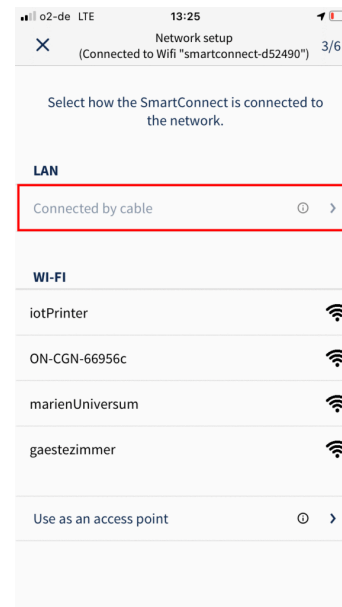 o2-de LTE 13:25
Network setup
(Connected to Wifi "smartconnect-d52490")
3/6
Select how the SmartConnect is connected to
the network.
LAN
Connected by cable
WI-FI
iotPrinter
ON-CGN-66956c
marienUniversum
gaestezimmer
Use as an access point